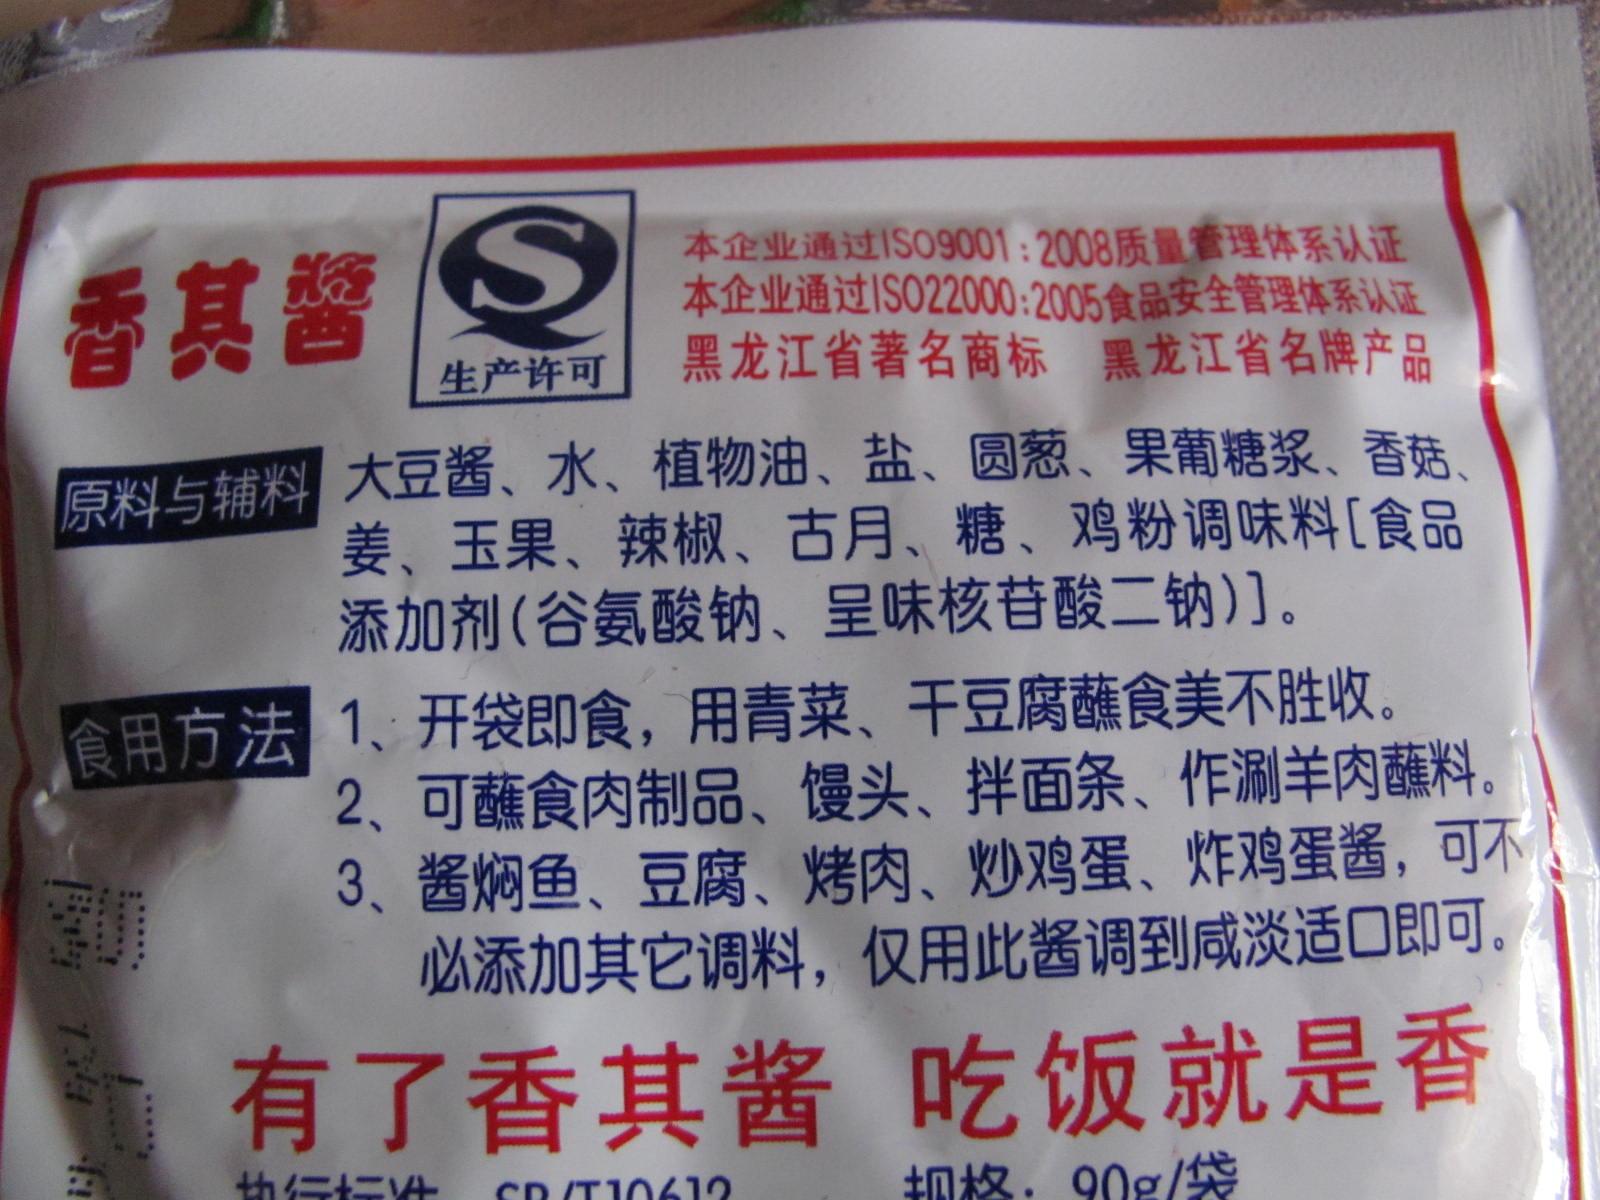 香其酱
生产许可
本企业通过ISO9001:2008质量管理体系认证
本企业通过ISO22000:2005食品安全管理体系认证
黑龙江省著名商标 黑龙江省名牌产品
原料与辅料 大豆酱、水、植物油、盐、圆葱、果葡糖浆、香菇、
姜、玉果、辣椒、古月、糖、鸡粉调味料[食品
添加剂(谷氨酸钠、呈味核苷酸二钠)]。
食用方法 1、开袋即食，用青菜、干豆腐蘸食美不胜收。
2、可蘸食肉制品、馒头、拌面条、作涮羊肉蘸料。
3、酱焖鱼、豆腐、烤肉、炒鸡蛋、炸鸡蛋酱，可不
必添加其它调料，仅用此酱调到咸淡适口即可。
有了香其酱 吃饭就是香
执行标准 SB/T10612 规格：90g/袋